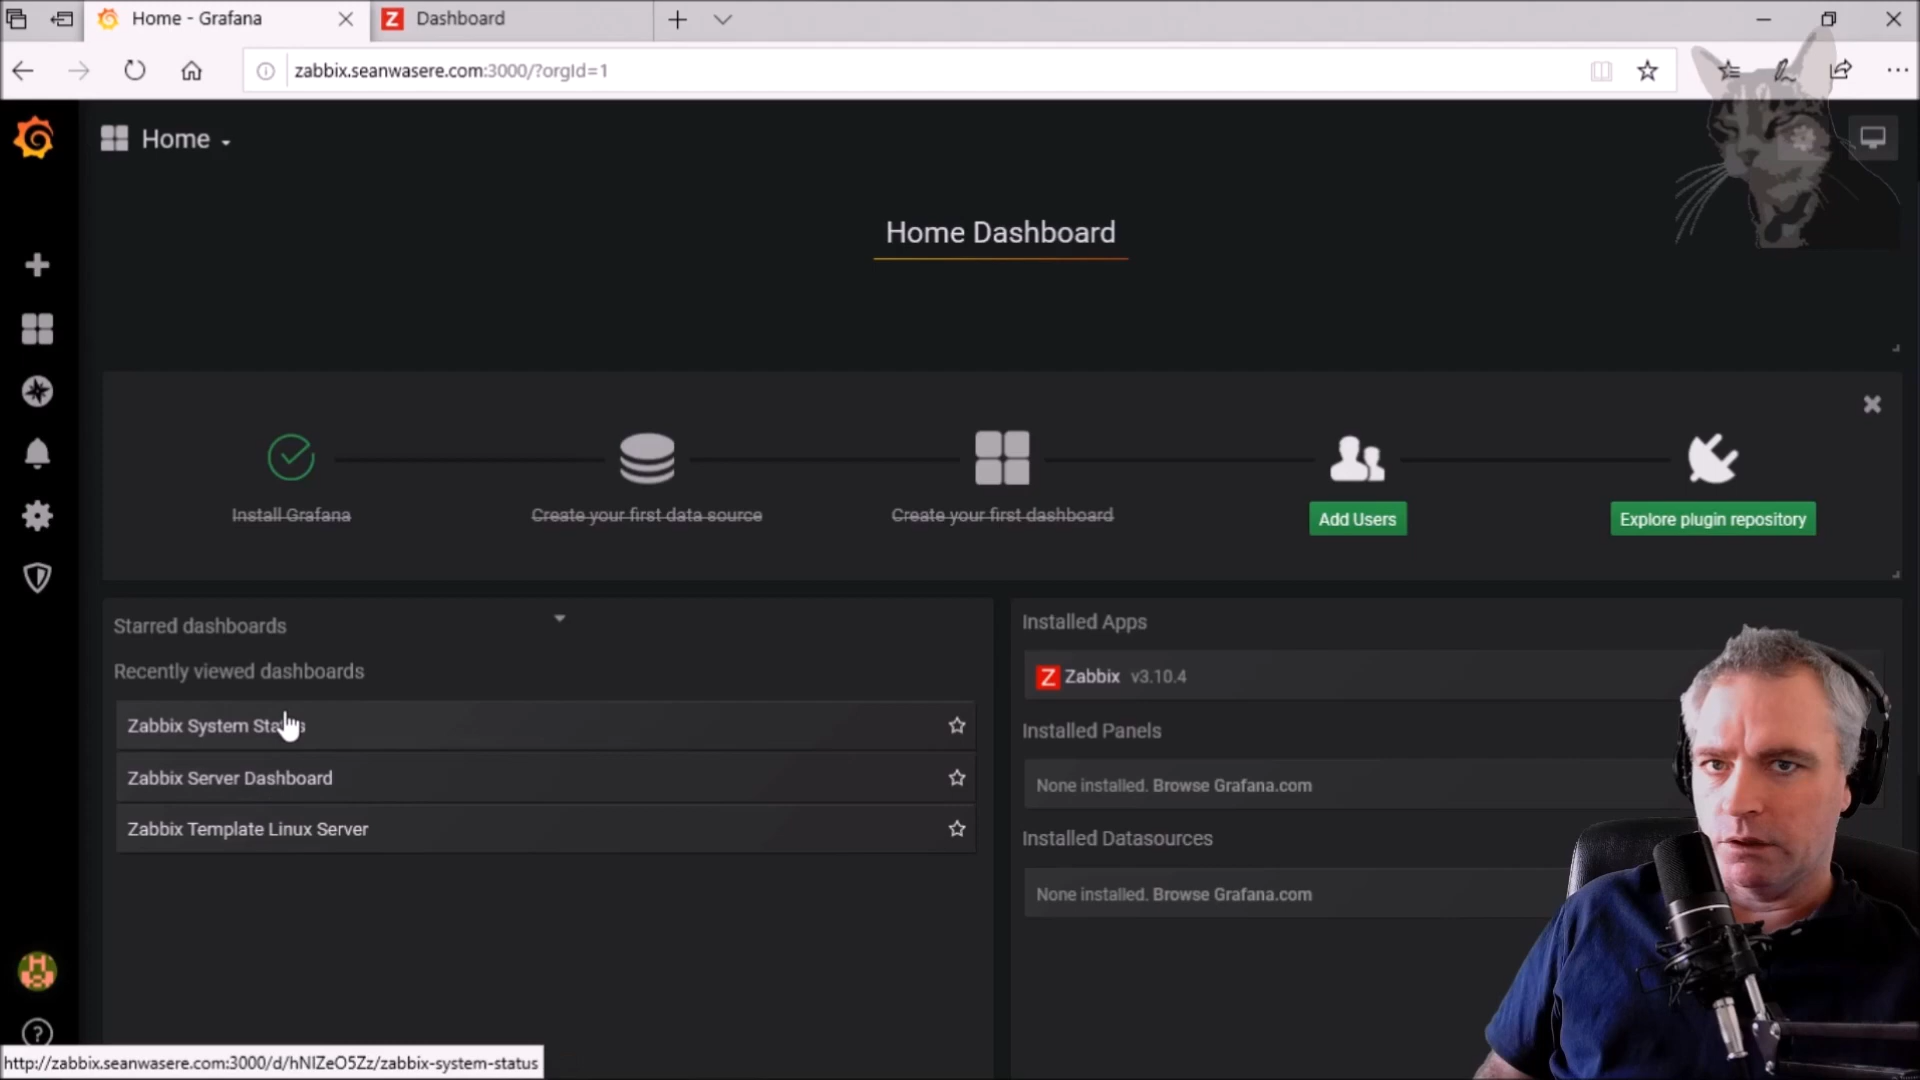 Home - Grafana
Z Dashboard
zabbix.seanwasere.com:3000/?orgId=1
Home
Home Dashboard
Install Grafana
Create your first data source
Create your first dashboard
Add Users
Explore plugin repository
Starred dashboards
Recently viewed dashboards
Zabbix System Status
Zabbix Server Dashboard
Zabbix Template Linux Server
Installed Apps
Z Zabbix v3.10.4
Installed Panels
None installed. Browse Grafana.com
Installed Datasources
None installed. Browse Grafana.com
http://zabbix.seanwasere.com:3000/d/hNIZeO5Zz/zabbix-system-status